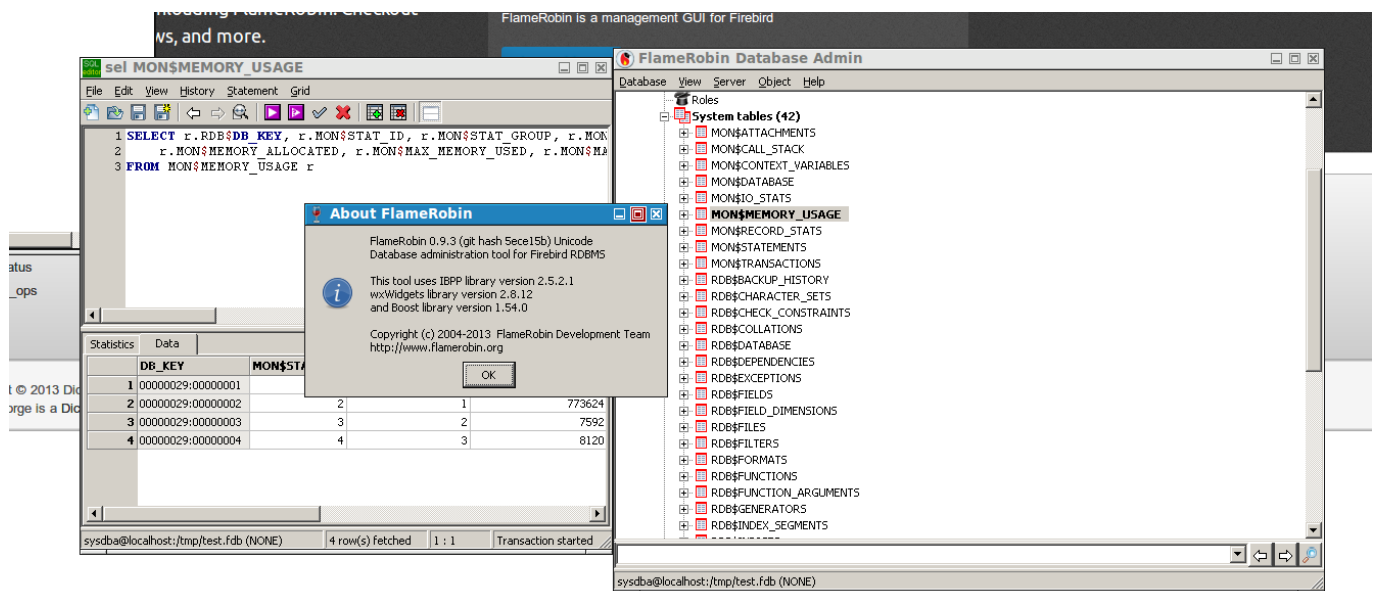 FlameRobin is a management GUI for Firebird
ws, and more.
sel MON$MEMORY_USAGE
File Edit View History Statement Grid
1 SELECT r.RDB$DB_KEY, r.MON$STAT_ID, r.MON$STAT_GROUP, r.MON
2 r.MON$MEMORY_ALLOCATED, r.MON$MAX_MEMORY_USED, r.MON$MA
3 FROM MON$MEMORY_USAGE r
atus
_ops
t © 2013 Dic
orge is a Dic
Statistics Data
DB_KEY MON$STA
1 00000029:00000001
2 00000029:00000002 2 1 773624
3 00000029:00000003 3 2 7592
4 00000029:00000004 4 3 8120
sysdba@localhost:/tmp/test.fdb (NONE) 4 row(s) fetched 1 : 1 Transaction started
About FlameRobin
FlameRobin 0.9.3 (git hash 5ece15b) Unicode
Database administration tool for Firebird RDBMS
This tool uses IBPP library version 2.5.2.1
wxWidgets library version 2.8.12
and Boost library version 1.54.0
Copyright (c) 2004-2013 FlameRobin Development Team
http://www.flamerobin.org
OK
FlameRobin Database Admin
Database View Server Object Help
Roles
System tables (42)
MON$ATTACHMENTS
MON$CALL_STACK
MON$CONTEXT_VARIABLES
MON$DATABASE
MON$IO_STATS
MON$MEMORY_USAGE
MON$RECORD_STATS
MON$STATEMENTS
MON$TRANSACTIONS
RDB$BACKUP_HISTORY
RDB$CHARACTER_SETS
RDB$CHECK_CONSTRAINTS
RDB$COLLATIONS
RDB$DATABASE
RDB$DEPENDENCIES
RDB$EXCEPTIONS
RDB$FIELDS
RDB$FIELD_DIMENSIONS
RDB$FILES
RDB$FILTERS
RDB$FORMATS
RDB$FUNCTIONS
RDB$FUNCTION_ARGUMENTS
RDB$GENERATORS
RDB$INDEX_SEGMENTS
sysdba@localhost:/tmp/test.fdb (NONE)